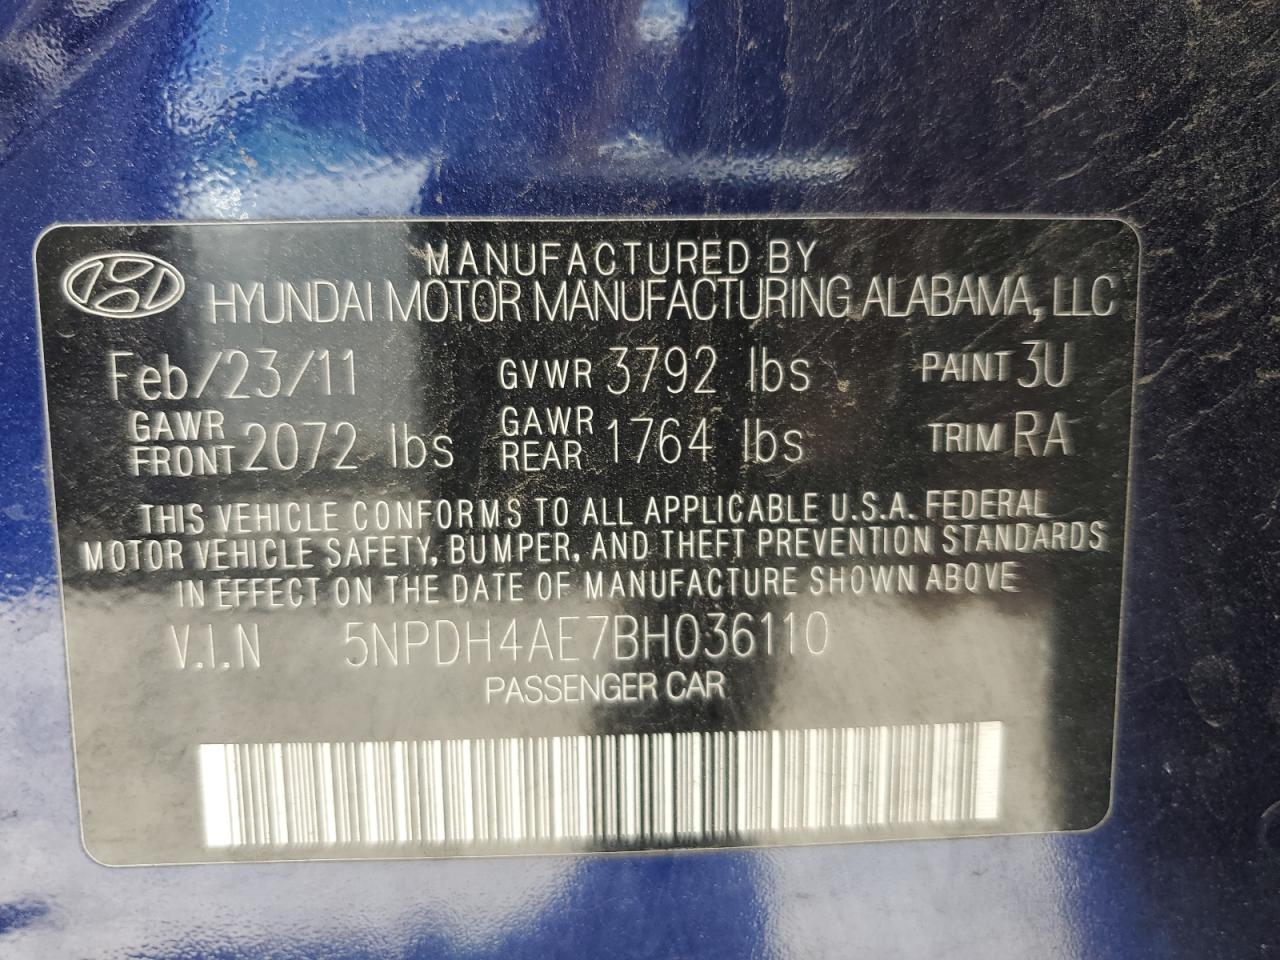 MANUFACTURED BY
HYUNDAI MOTOR MANUFACTURING ALABAMA, LLC
Feb/23/11 GVWR 3792 lbs PAINT 3U
GAWR FRONT 2072 lbs GAWR REAR 1764 lbs TRIM RA
THIS VEHICLE CONFORMS TO ALL APPLICABLE U.S.A. FEDERAL
MOTOR VEHICLE SAFETY, BUMPER, AND THEFT PREVENTION STANDARDS
IN EFFECT ON THE DATE OF MANUFACTURE SHOWN ABOVE
V.I.N 5NPDH4AE7BH036110
PASSENGER CAR